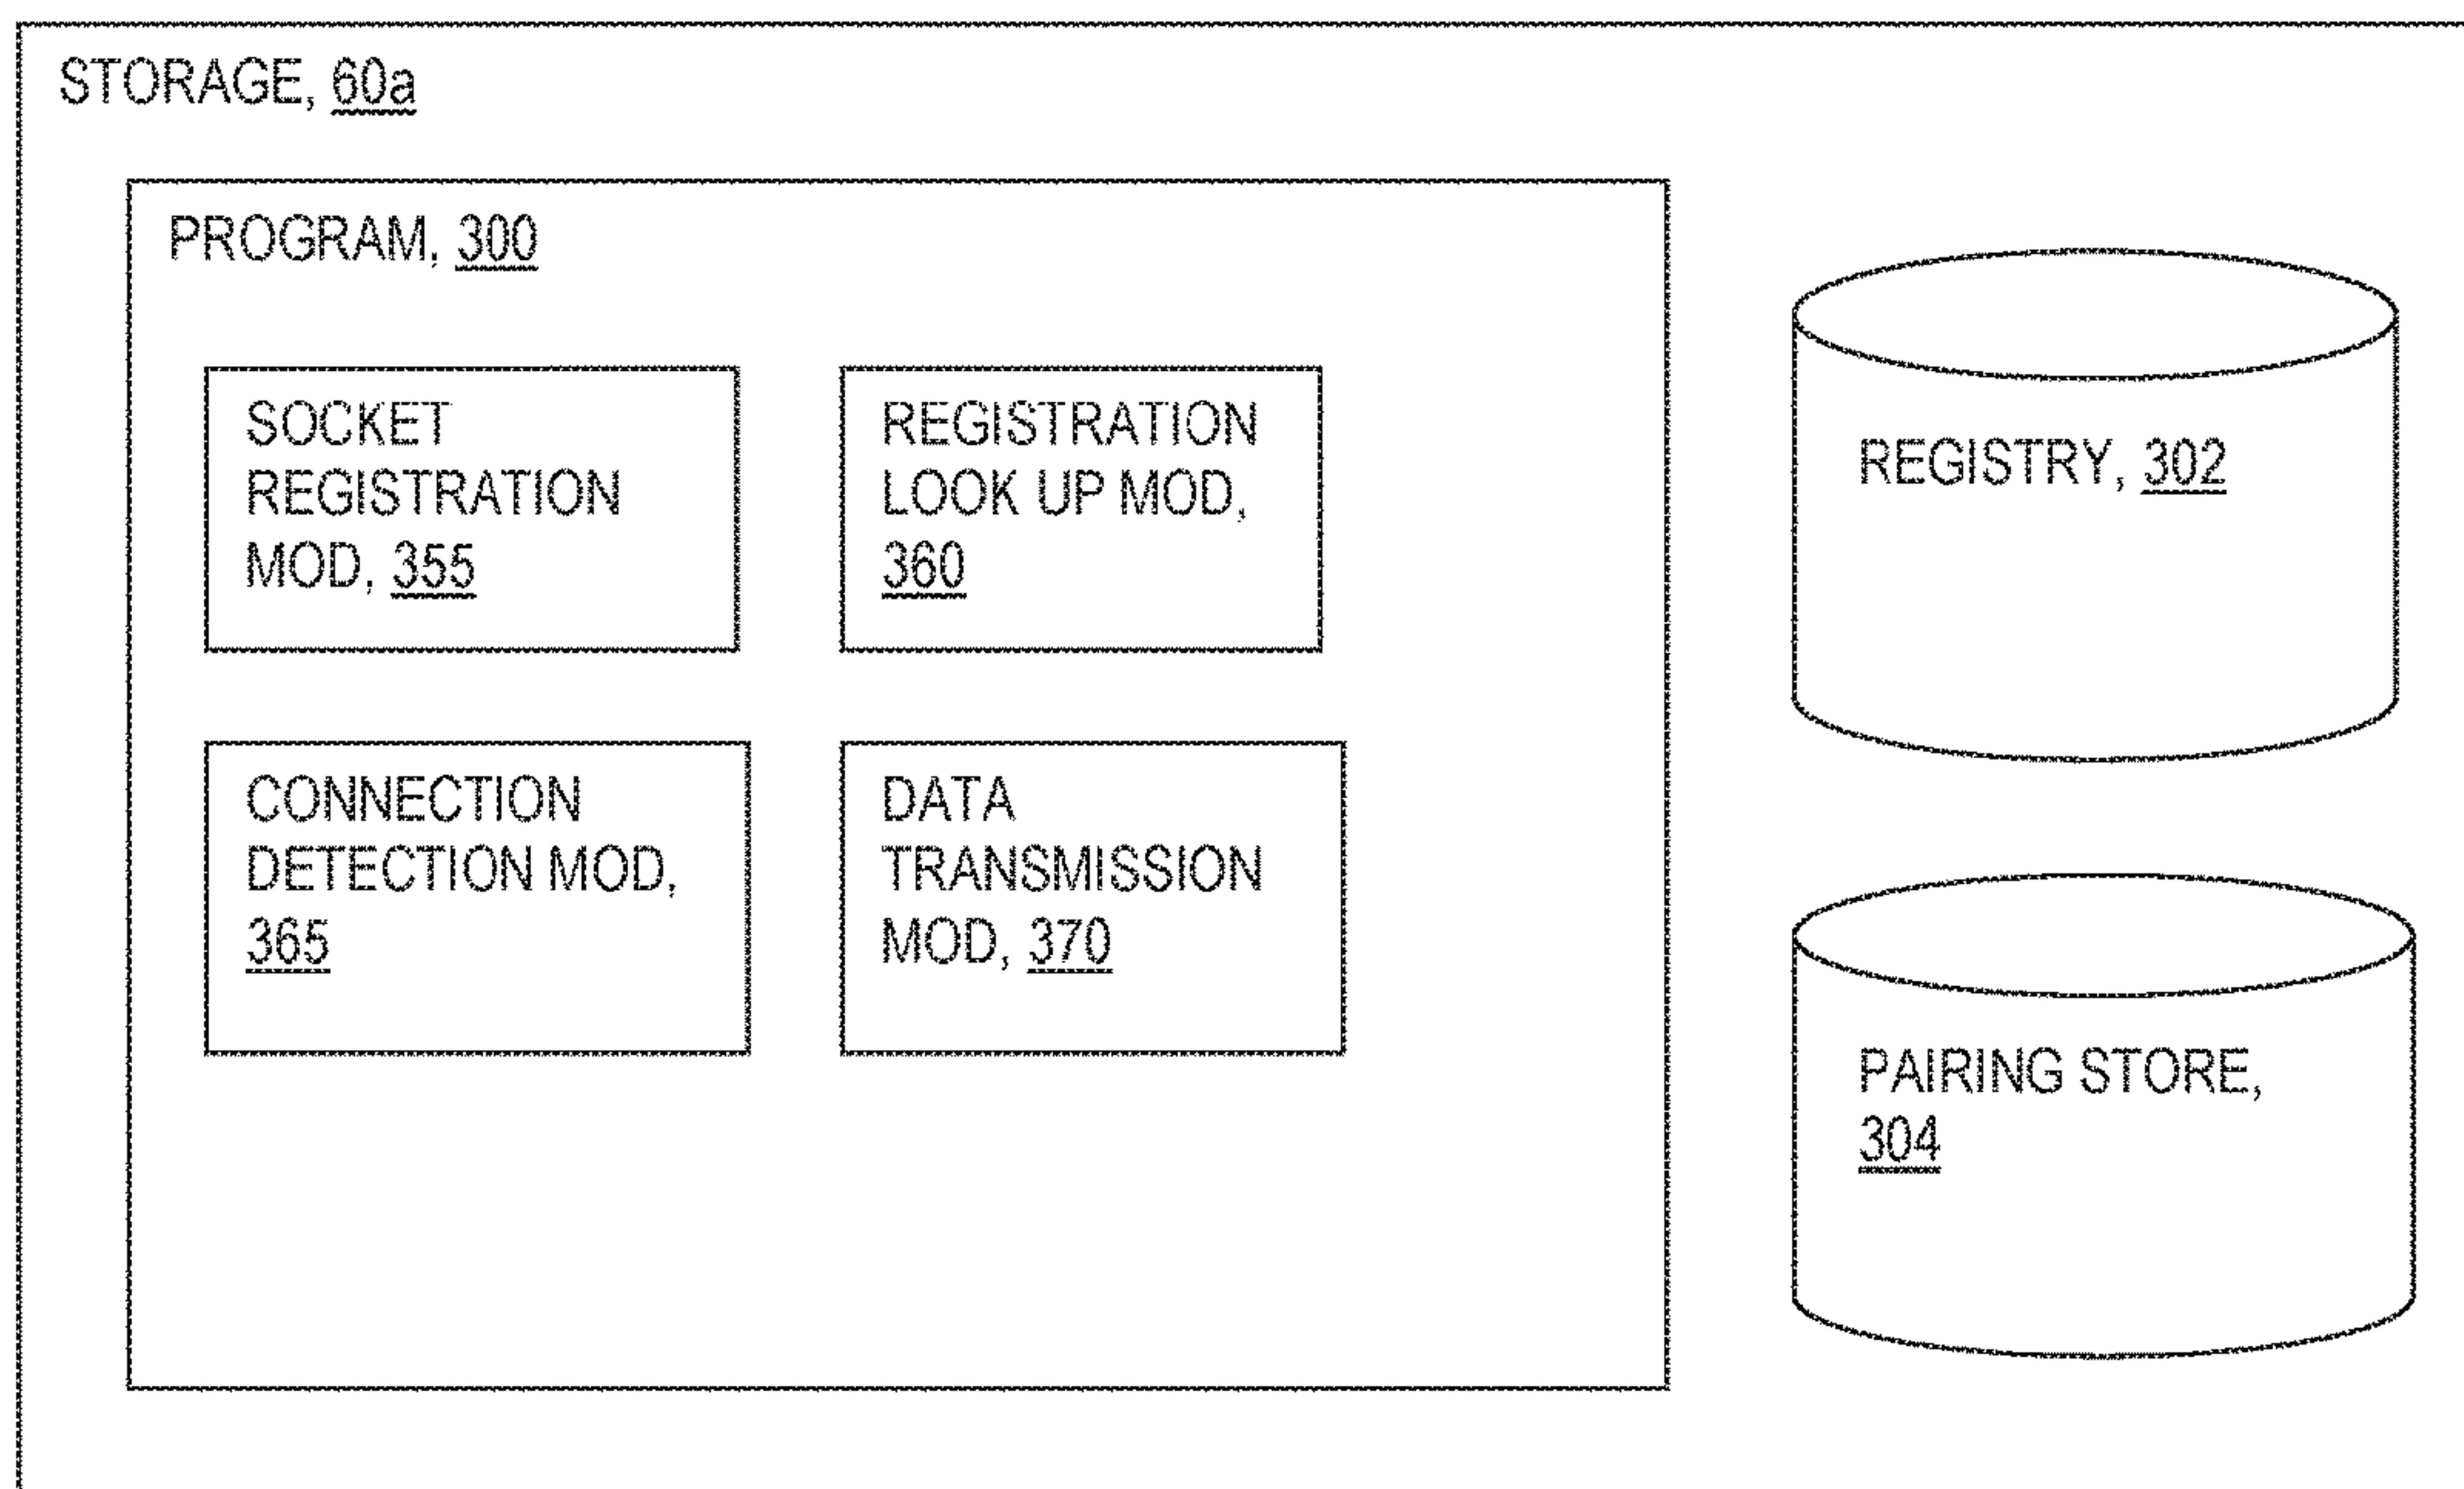 STORAGE, 60a
PROGRAM, 300
SOCKET
REGISTRATION
MOD, 355
REGISTRATION
LOOK UP MOD,
360
CONNECTION
DETECTION MOD,
365
DATA
TRANSMISSION
MOD, 370
REGISTRY, 302
PAIRING STORE,
304